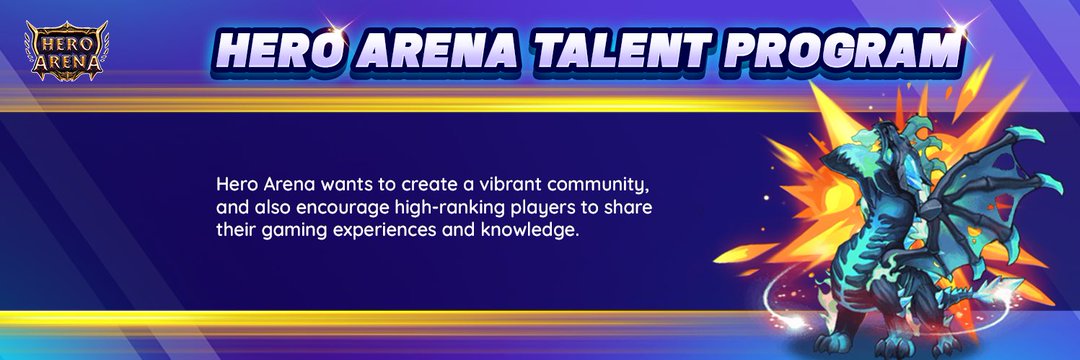 HERO
ARENA
HERO ARENA TALENT PROGRAM
Hero Arena wants to create a vibrant community,
and also encourage high-ranking players to share
their gaming experiences and knowledge.